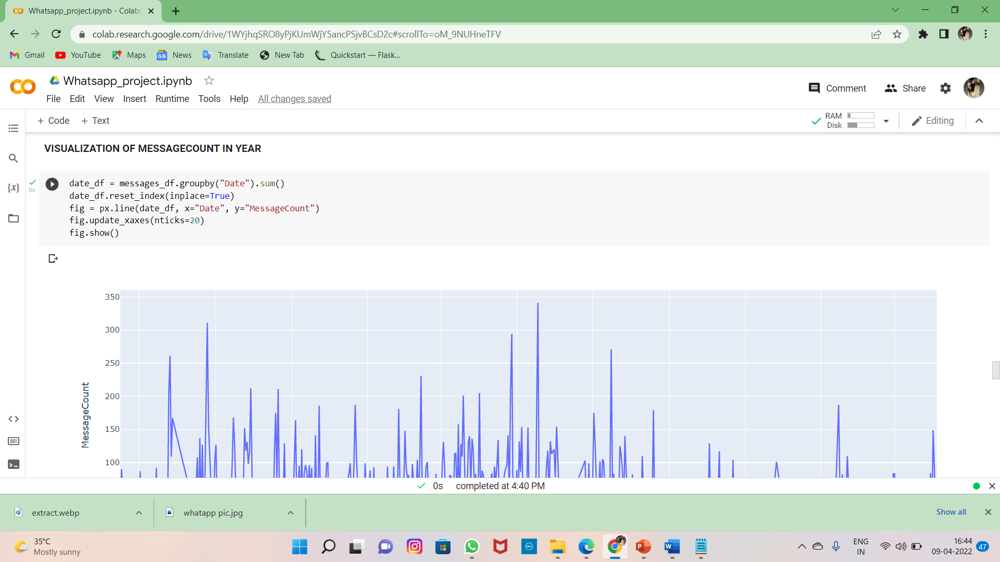 Whatsapp_project.ipynb - Colabc
colab.research.google.com/drive/1WYjhqSRO8yPjKUmWjY5ancPSjvBCsD2c#scrollTo=oM_9NUHneTFV
Gmail YouTube Maps News Translate New Tab Quickstart — Flask...
Whatsapp_project.ipynb
Comment Share
File Edit View Insert Runtime Tools Help All changes saved
+ Code + Text
RAM
Disk
Editing
VISUALIZATION OF MESSAGECOUNT IN YEAR
{x}
0s
date_df = messages_df.groupby("Date").sum()
date_df.reset_index(inplace=True)
fig = px.line(date_df, x="Date", y="MessageCount")
fig.update_xaxes(nticks=20)
fig.show()
350
300
250
200
150
100
MessageCount
0s completed at 4:40 PM
extract.webp
whatapp pic.jpg
Show all
35°C
Mostly sunny
ENG
IN
16:44
09-04-2022
47